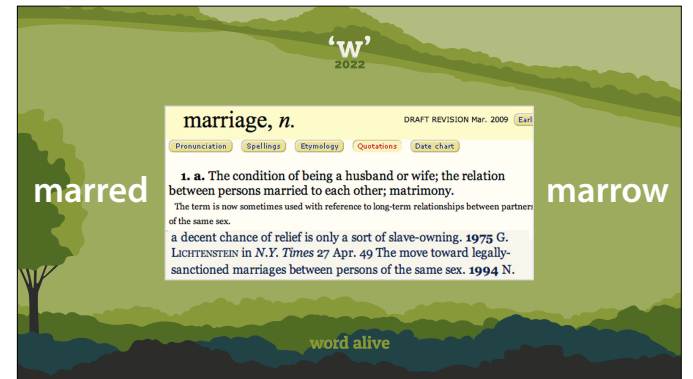 ‘w’
2022
marriage, n.
DRAFT REVISION Mar. 2009 Earl
Pronunciation Spellings Etymology Quotations Date chart
1. a. The condition of being a husband or wife; the relation
between persons married to each other; matrimony.
The term is now sometimes used with reference to long-term relationships between partners
of the same sex.
a decent chance of relief is only a sort of slave-owning. 1975 G.
LICHTENSTEIN in N.Y. Times 27 Apr. 49 The move toward legally-
sanctioned marriages between persons of the same sex. 1994 N.
marred
marrow
word alive